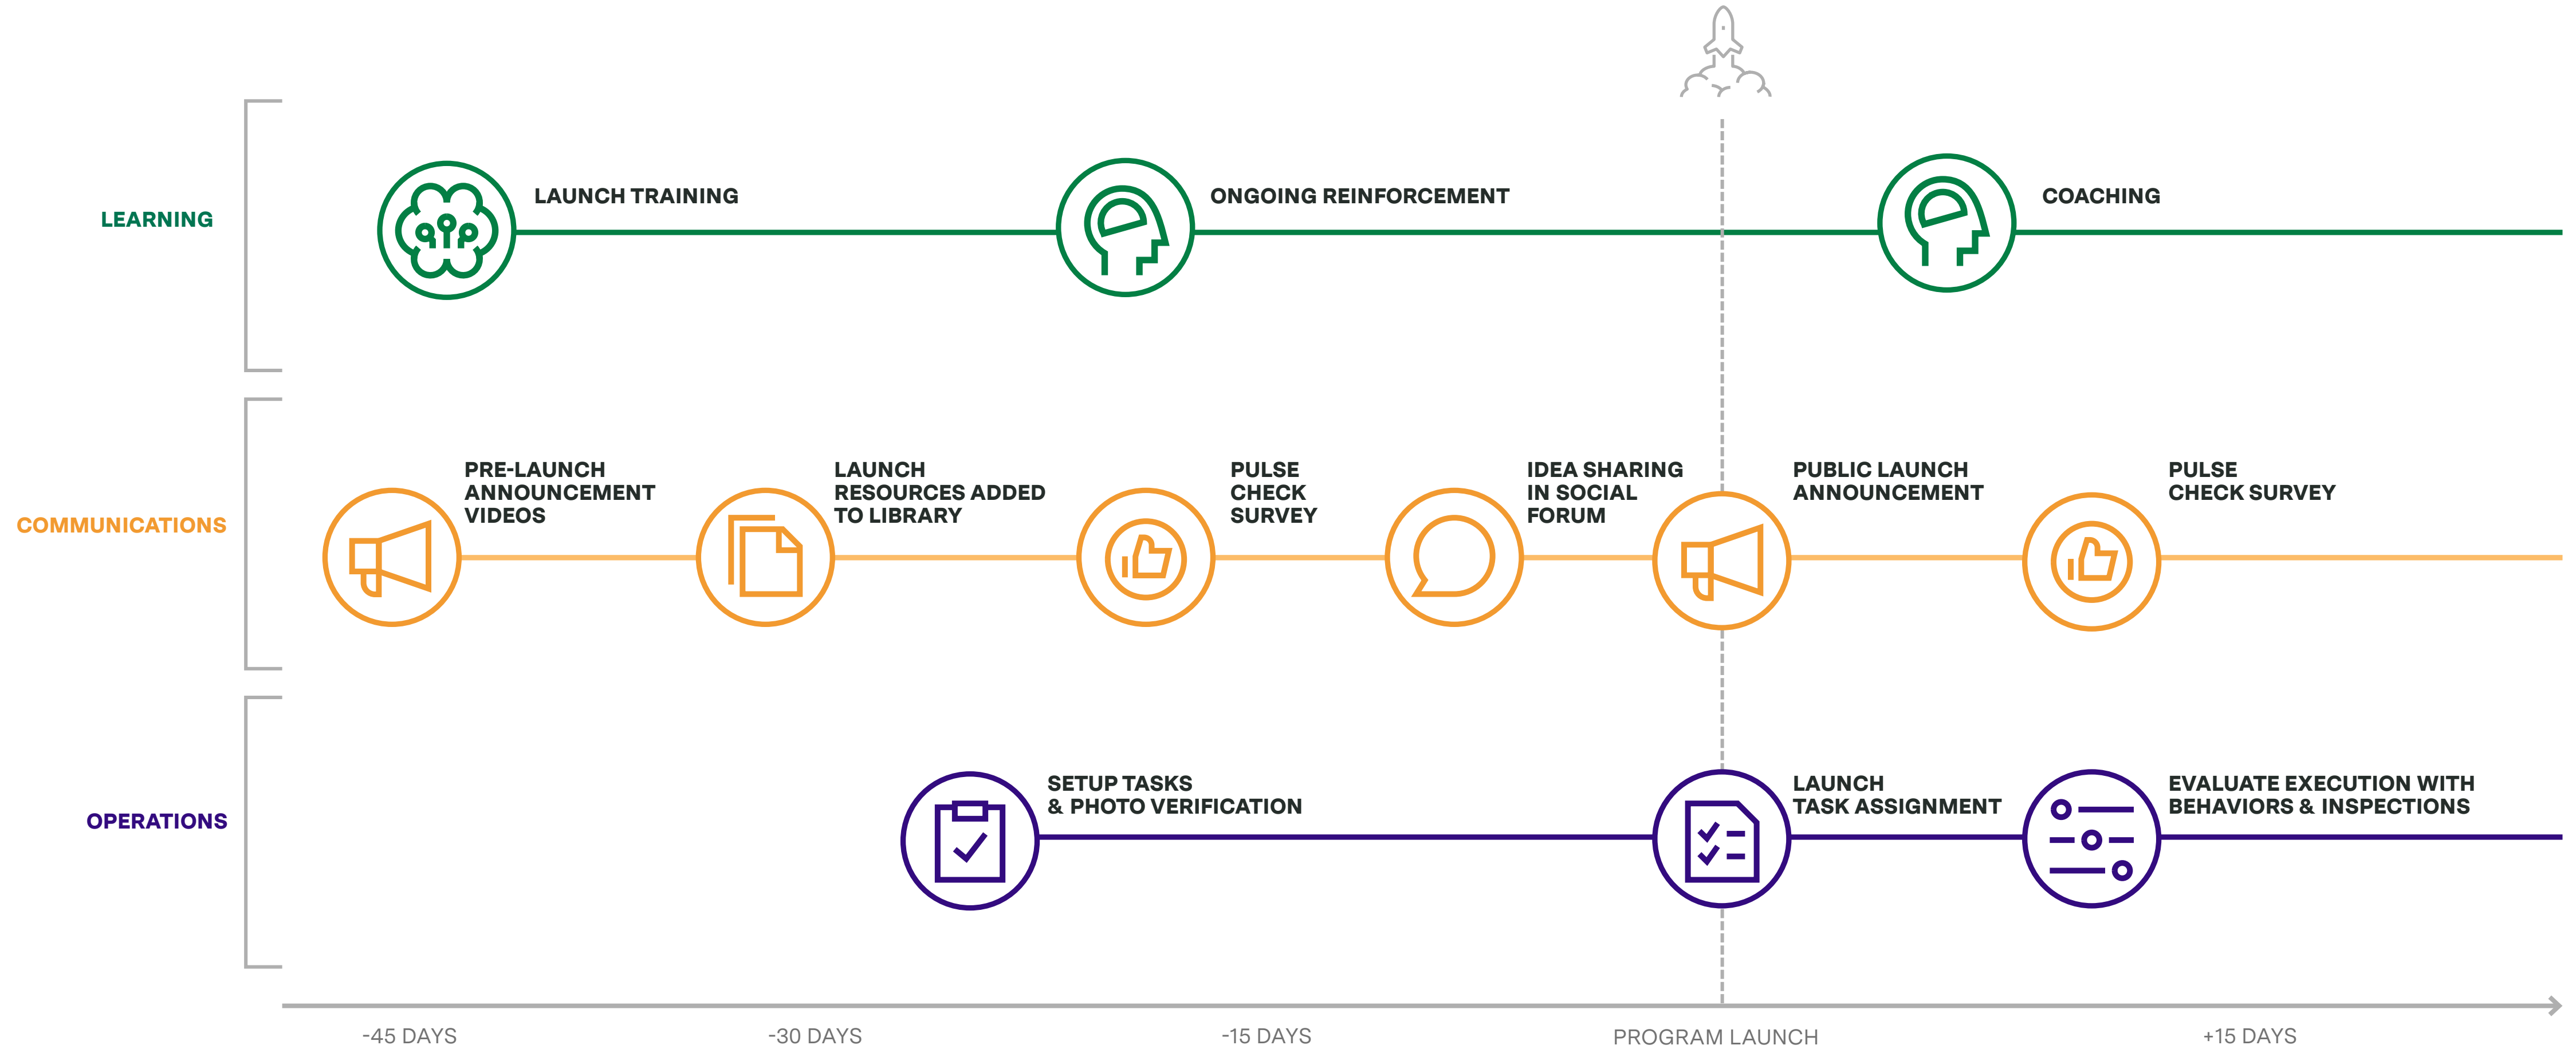 LEARNING
LAUNCH TRAINING
ONGOING REINFORCEMENT
COACHING
COMMUNICATIONS
PRE-LAUNCH
ANNOUNCEMENT
VIDEOS
LAUNCH
RESOURCES ADDED
TO LIBRARY
PULSE
CHECK
SURVEY
IDEA SHARING
IN SOCIAL
FORUM
PUBLIC LAUNCH
ANNOUNCEMENT
PULSE
CHECK SURVEY
OPERATIONS
SETUP TASKS
& PHOTO VERIFICATION
LAUNCH
TASK ASSIGNMENT
EVALUATE EXECUTION WITH
BEHAVIORS & INSPECTIONS
-45 DAYS
-30 DAYS
-15 DAYS
PROGRAM LAUNCH
+15 DAYS